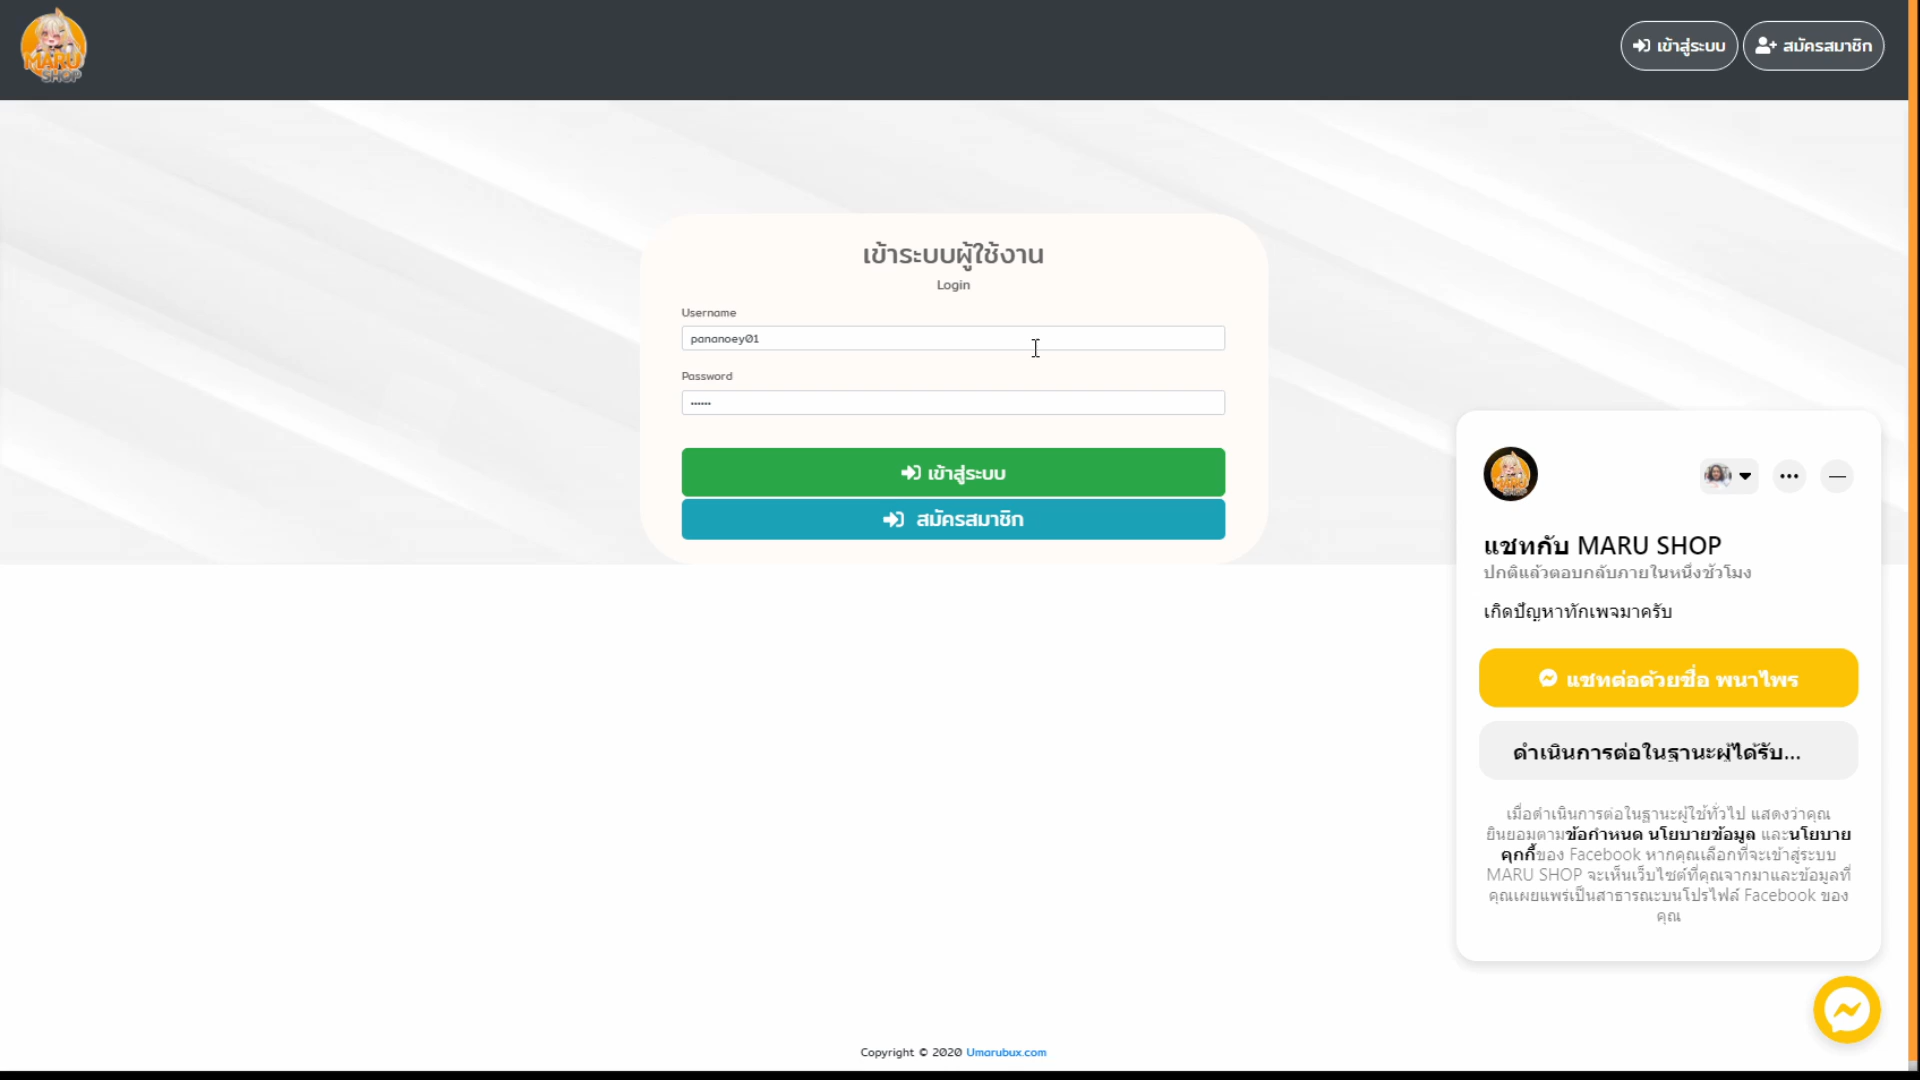 MARU
SHOP
เข้าสู่ระบบ
สมัครสมาชิก
เข้าระบบผู้ใช้งาน
Login
Username
pananoey01
Password
••••••
เข้าสู่ระบบ
สมัครสมาชิก
แชทกับ MARU SHOP
ปกติแล้วตอบกลับภายในหนึ่งชั่วโมง
เกิดปัญหาทักเพจมาครับ
แชทต่อด้วยชื่อ พนาไพร
ดำเนินการต่อในฐานะผู้ได้รับ...
เมื่อดำเนินการต่อในฐานะผู้ใช้ทั่วไป แสดงว่าคุณ
ยินยอมตามข้อกำหนด นโยบายข้อมูล และนโยบาย
คุกกี้ของ Facebook หากคุณเลือกที่จะเข้าสู่ระบบ
MARU SHOP จะเห็นเว็บไซต์ที่คุณจากมาและข้อมูลที่
คุณเผยแพร่เป็นสาธารณะบนโปรไฟล์ Facebook ของ
คุณ
Copyright © 2020 Umarubux.com